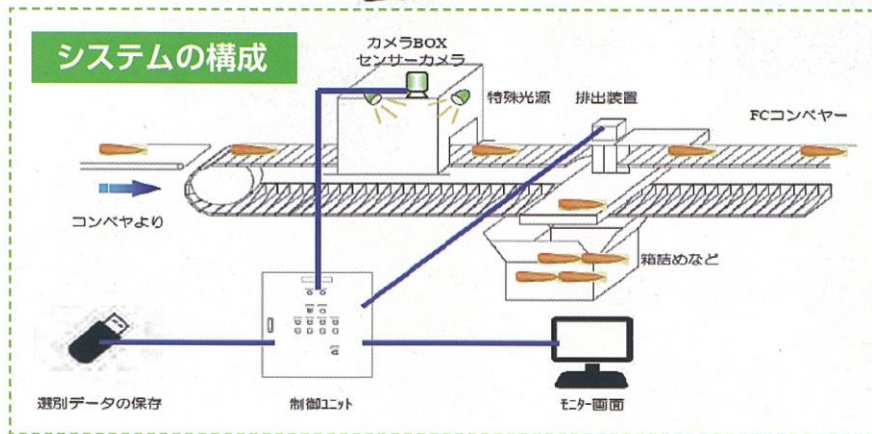 システムの構成
カメラBOX
センサーカメラ
特殊光源
排出装置
FCコンベヤー
コンベヤより
箱詰めなど
選別データの保存
制御ユニット
モニター画面